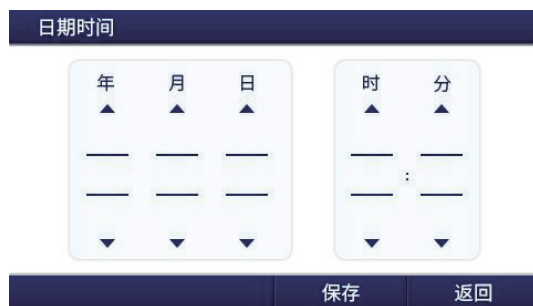 日期时间
年 月 日 时 分
:
保存 返回